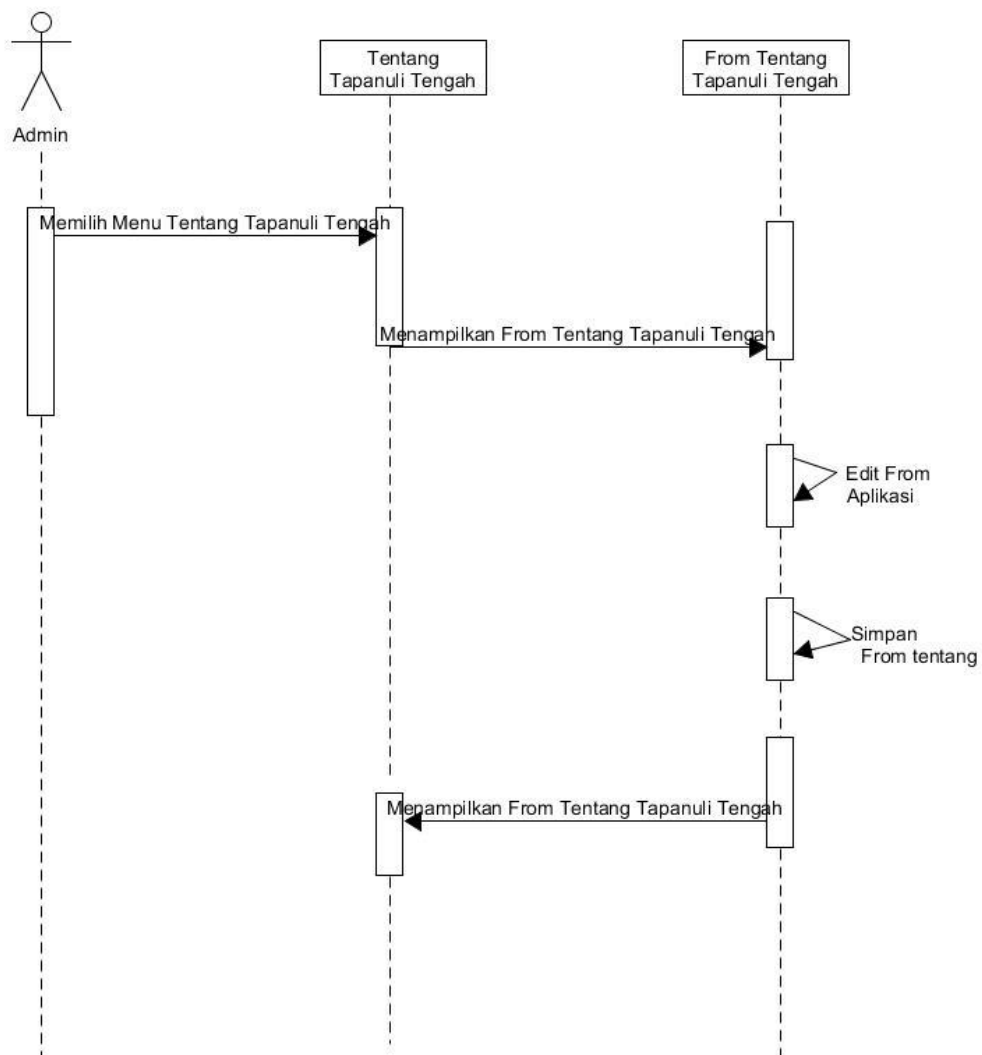 Tentang
Tapanuli Tengah
From Tentang
Tapanuli Tengah
Admin
Memilih Menu Tentang Tapanuli Tengah
Menampilkan From Tentang Tapanuli Tengah
Edit From
Aplikasi
Simpan
From tentang
Menampilkan From Tentang Tapanuli Tengah